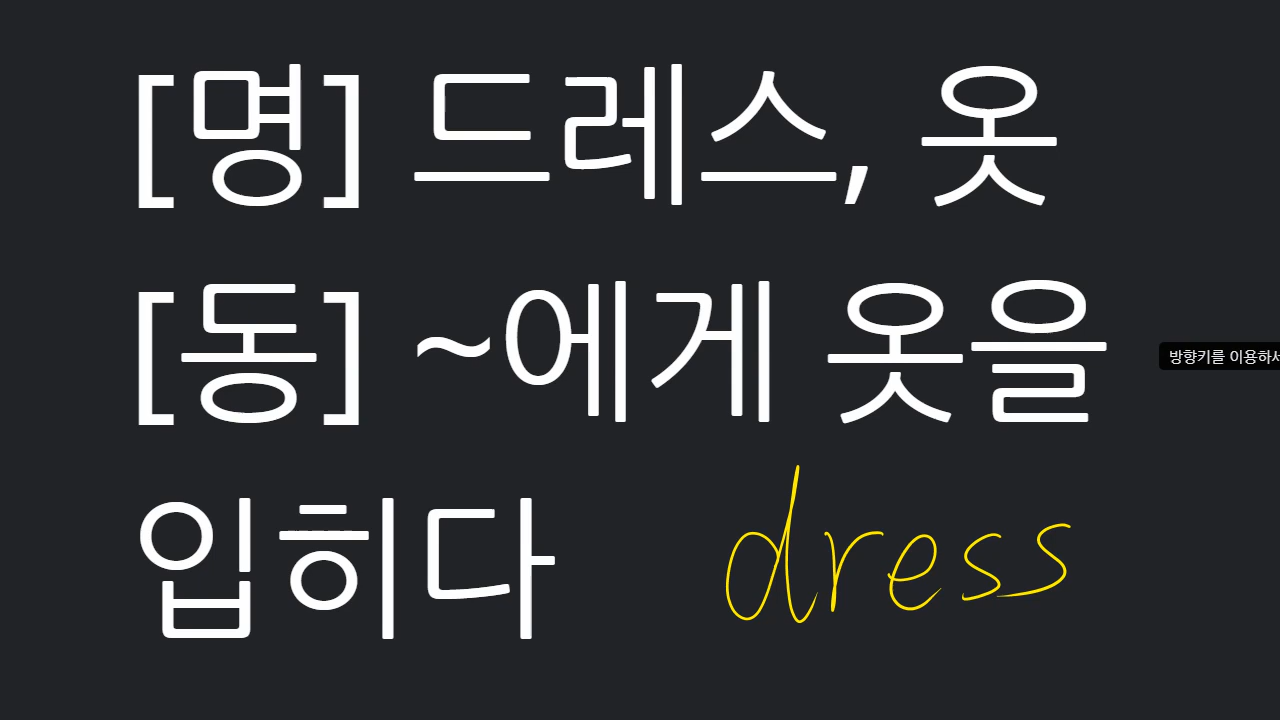 [명] 드레스, 옷
[동] ~에게 옷을
입히다
dress
방향키를 이용하